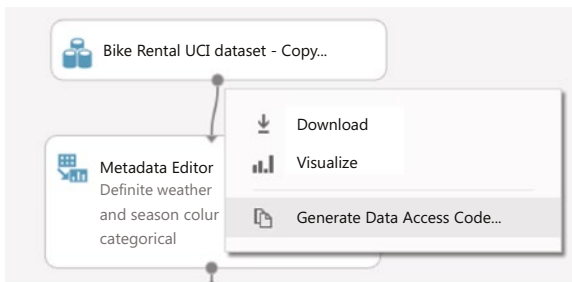 Bike Rental UCI dataset - Copy...
Download
Visualize
Generate Data Access Code...
Metadata Editor
Definite weather
and season colur
categorical